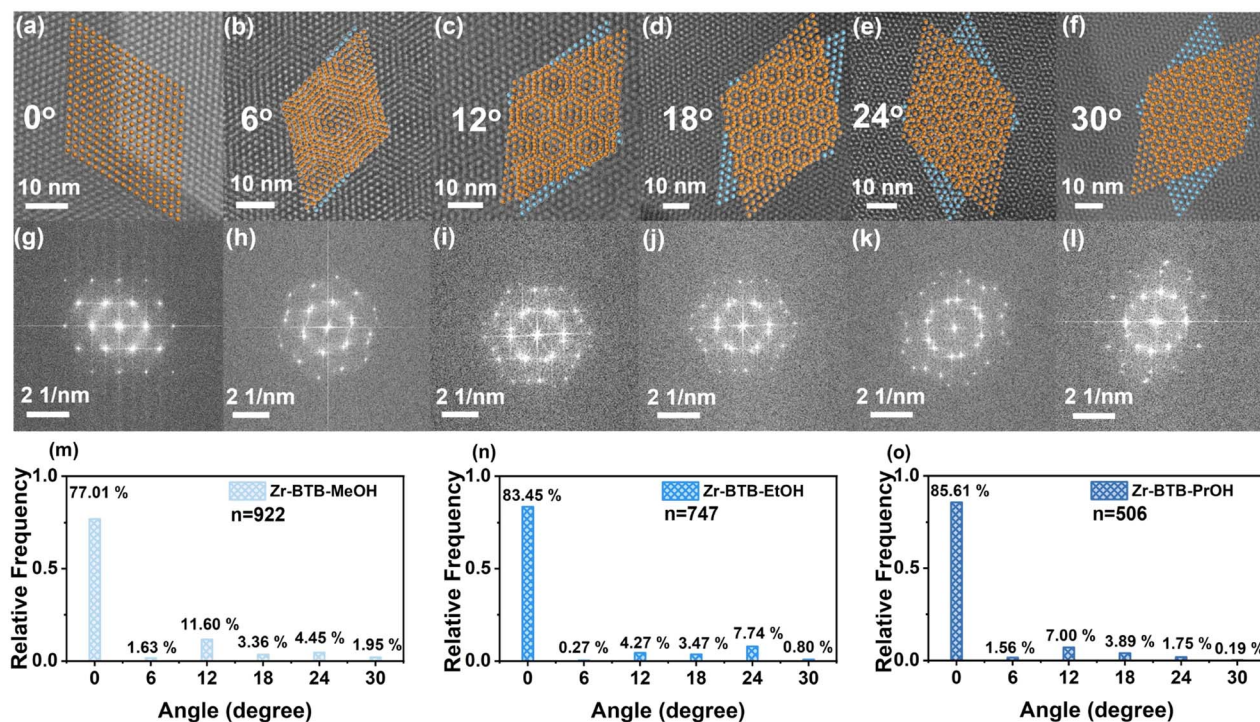 (a) (b) (c) (d) (e) (f)
0° 6° 12° 18° 24° 30°
10 nm 10 nm 10 nm 10 nm 10 nm 10 nm
(g) (h) (i) (j) (k) (l)
2 1/nm 2 1/nm 2 1/nm 2 1/nm 2 1/nm 2 1/nm
(m)
Relative Frequency
1.0
0.5
0.0
77.01 %
Zr-BTB-MeOH
n=922
1.63 %
11.60 %
3.36 %
4.45 %
1.95 %
0 6 12 18 24 30
Angle (degree)
(n)
Relative Frequency
1.0
0.5
0.0
83.45 %
Zr-BTB-EtOH
n=747
0.27 %
4.27 %
3.47 %
7.74 %
0.80 %
0 6 12 18 24 30
Angle (degree)
(o)
Relative Frequency
1.0
0.5
0.0
85.61 %
Zr-BTB-PrOH
n=506
1.56 %
7.00 %
3.89 %
1.75 %
0.19 %
0 6 12 18 24 30
Angle (degree)